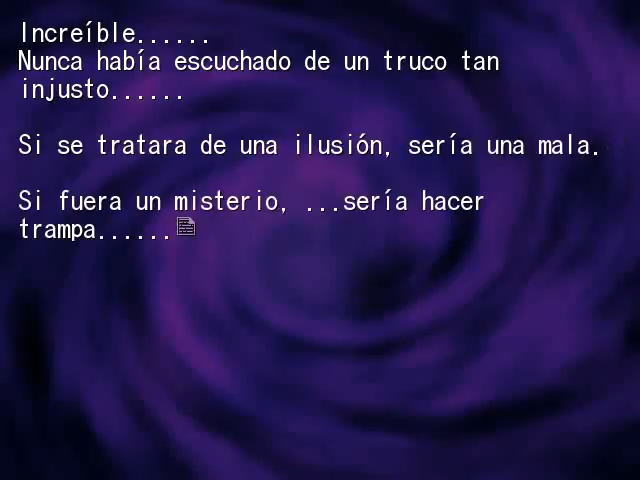 Increíble......
Nunca había escuchado de un truco tan
injusto......
Si se tratara de una ilusión, sería una mala.
Si fuera un misterio, ...sería hacer
trampa......